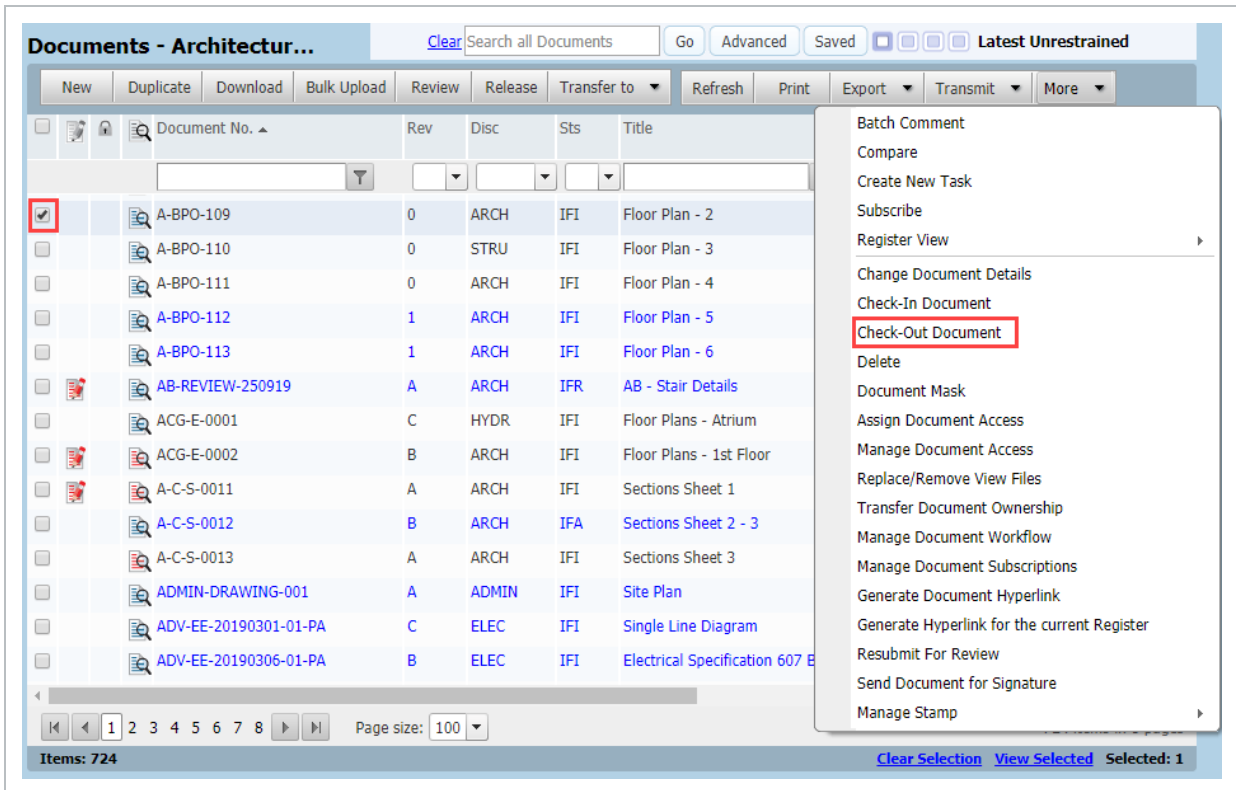 Documents - Architectur... Clear Search all Documents Go Advanced Saved Latest Unrestrained
New Duplicate Download Bulk Upload Review Release Transfer to Refresh Print Export Transmit More
Document No. Rev Disc Sts Title
A-BPO-109 0 ARCH IFI Floor Plan - 2
A-BPO-110 0 STRU IFI Floor Plan - 3
A-BPO-111 0 ARCH IFI Floor Plan - 4
A-BPO-112 1 ARCH IFI Floor Plan - 5
A-BPO-113 1 ARCH IFI Floor Plan - 6
AB-REVIEW-250919 A ARCH IFR AB - Stair Details
ACG-E-0001 C HYDR IFI Floor Plans - Atrium
ACG-E-0002 B ARCH IFI Floor Plans - 1st Floor
A-C-S-0011 A ARCH IFI Sections Sheet 1
A-C-S-0012 B ARCH IFA Sections Sheet 2 - 3
A-C-S-0013 A ARCH IFI Sections Sheet 3
ADMIN-DRAWING-001 A ADMIN IFI Site Plan
ADV-EE-20190301-01-PA C ELEC IFI Single Line Diagram
ADV-EE-20190306-01-PA B ELEC IFI Electrical Specification 607
Batch Comment
Compare
Create New Task
Subscribe
Register View
Change Document Details
Check-In Document
Check-Out Document
Delete
Document Mask
Assign Document Access
Manage Document Access
Replace/Remove View Files
Transfer Document Ownership
Manage Document Workflow
Manage Document Subscriptions
Generate Document Hyperlink
Generate Hyperlink for the current Register
Resubmit For Review
Send Document for Signature
Manage Stamp
1 2 3 4 5 6 7 8 Page size: 100
Items: 724 Clear Selection View Selected Selected: 1